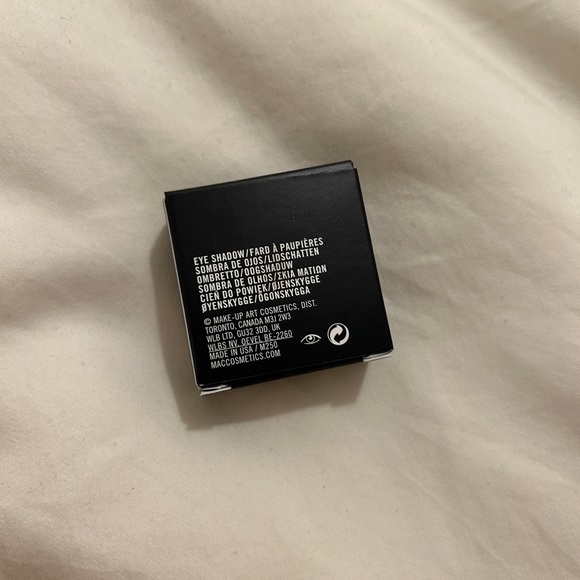 EYE SHADOW/FARD À PAUPIÈRES
SOMBRA DE OJOS/LIDSCHATTEN
OMBRETTO/OOGSHADUW
SOMBRA DE OLHOS/ΣΚΙΑ ΜΑΤΙΩΝ
CIEN DO POWIEK/ØJENSKYGGE
ØYENSKYGGE/ÖGONSKYGGA
© MAKE-UP ART COSMETICS, DIST.
TORONTO, CANADA M3J 2W3
WLB LTD, GU32 3DD, UK
WLBS NV, OEVEL BE-2260
MADE IN USA / M250
MACCOSMETICS.COM